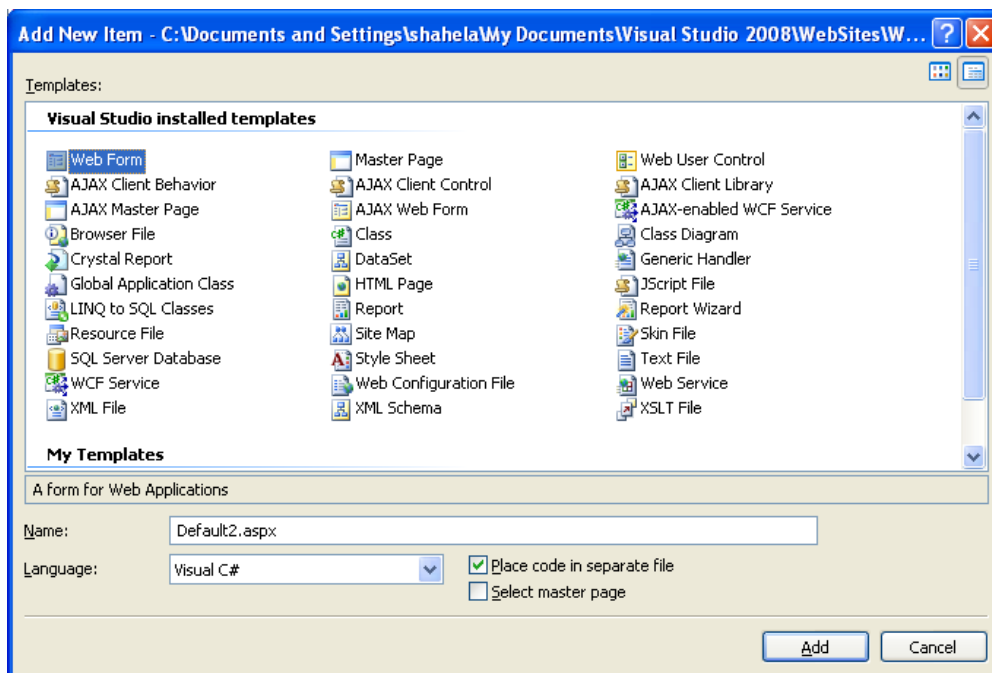 Add New Item - C:\Documents and Settings\shahela\My Documents\Visual Studio 2008\WebSites\W...
Templates:
Visual Studio installed templates
Web Form Master Page Web User Control
AJAX Client Behavior AJAX Client Control AJAX Client Library
AJAX Master Page AJAX Web Form AJAX-enabled WCF Service
Browser File Class Class Diagram
Crystal Report DataSet Generic Handler
Global Application Class HTML Page JScript File
LINQ to SQL Classes Report Report Wizard
Resource File Site Map Skin File
SQL Server Database Style Sheet Text File
WCF Service Web Configuration File Web Service
XML File XML Schema XSLT File
My Templates
A form for Web Applications
Name: Default2.aspx
Language: Visual C# Place code in separate file
Select master page
Add Cancel